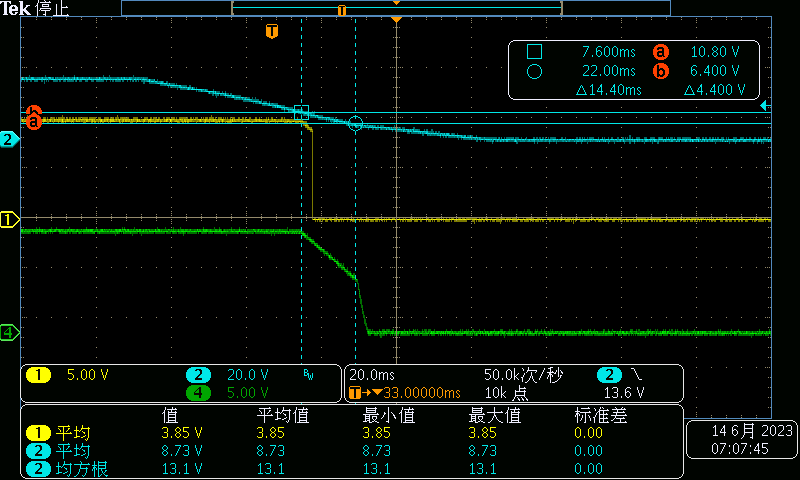 Tek 停止
T
T
7.600ms a 10.80 V
22.00ms b 6.400 V
△14.40ms △4.400 V
b
a
2
1
4
1 5.00 V 2 20.0 V BW
4 5.00 V
20.0ms 50.0k次/秒 2
T→▼33.00000ms 10k 点 13.6 V
值 平均值 最小值 最大值 标准差
1 平均 3.85 V 3.85 3.85 3.85 0.00
2 平均 8.73 V 8.73 8.73 8.73 0.00
2 均方根 13.1 V 13.1 13.1 13.1 0.00
14 6月 2023
07:07:45